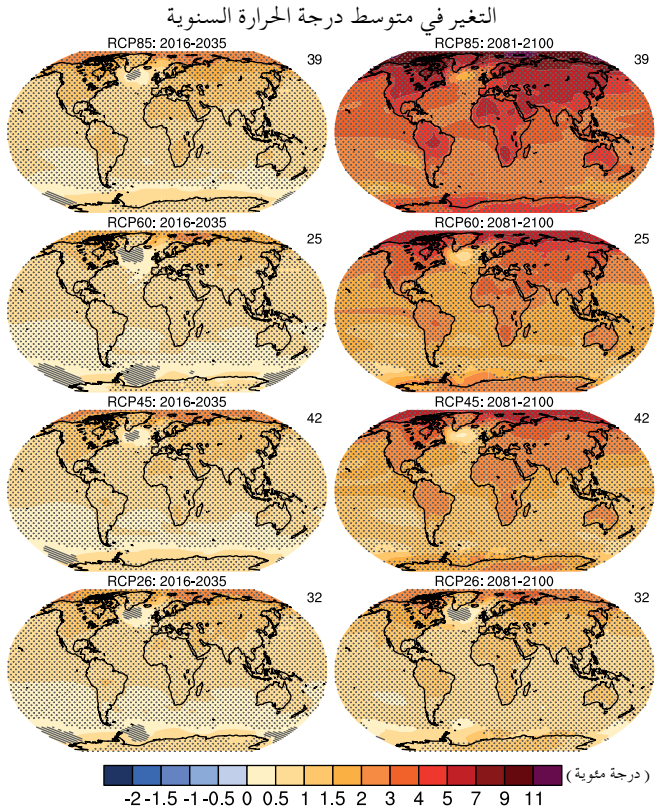 التغير في متوسط درجة الحرارة السنوية
RCP85: 2016-2035
39
RCP85: 2081-2100
39
RCP60: 2016-2035
25
RCP60: 2081-2100
25
RCP45: 2016-2035
42
RCP45: 2081-2100
42
RCP26: 2016-2035
32
RCP26: 2081-2100
32
(درجة مئوية)
-2 -1.5 -1 -0.5 0 0.5 1 1.5 2 3 4 5 7 9 11